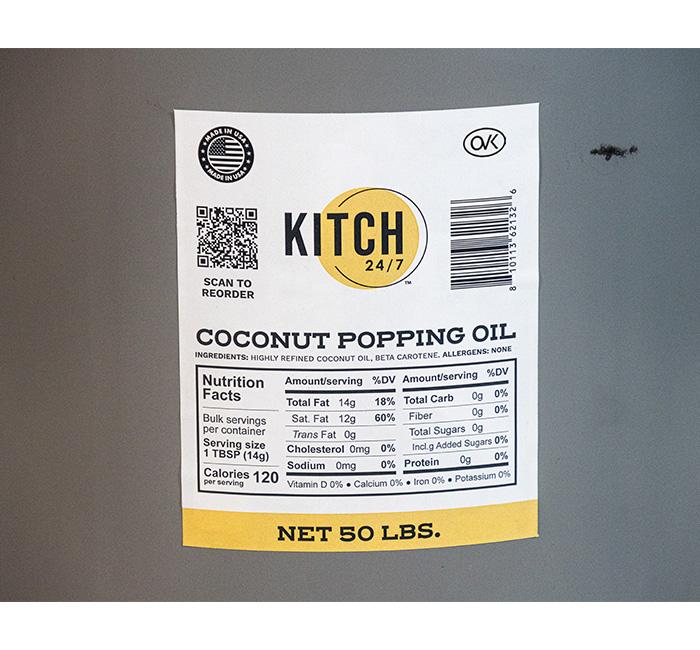 MADE IN USA
MADE IN USA
OVK
KITCH
24/7
TM
SCAN TO
REORDER
8 10113 62132 6
COCONUT POPPING OIL
INGREDIENTS: HIGHLY REFINED COCONUT OIL, BETA CAROTENE. ALLERGENS: NONE
Nutrition
Facts
Bulk servings
per container
Serving size
1 TBSP (14g)
Calories 120
per serving
Amount/serving %DV
Total Fat 14g 18%
Sat. Fat 12g 60%
Trans Fat 0g
Cholesterol 0mg 0%
Sodium 0mg 0%
Amount/serving %DV
Total Carb 0g 0%
Fiber 0g 0%
Total Sugars 0g
Incl.g Added Sugars 0%
Protein 0g 0%
Vitamin D 0% ● Calcium 0% ● Iron 0% ● Potassium 0%
NET 50 LBS.